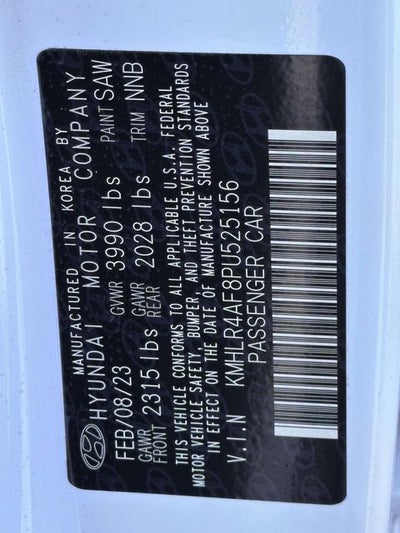 MANUFACTURED IN KOREA BY
HYUNDAI MOTOR COMPANY
FEB/08/23 GVWR 3990 lbs PAINT SAW
GAWR FRONT 2315 lbs GAWR REAR 2028 lbs TRIM NNB
THIS VEHICLE CONFORMS TO ALL APPLICABLE U.S.A. FEDERAL
MOTOR VEHICLE SAFETY, BUMPER, AND THEFT PREVENTION STANDARDS
IN EFFECT ON THE DATE OF MANUFACTURE SHOWN ABOVE
V.I.N KMHLR4AF8PU525156
PASSENGER CAR